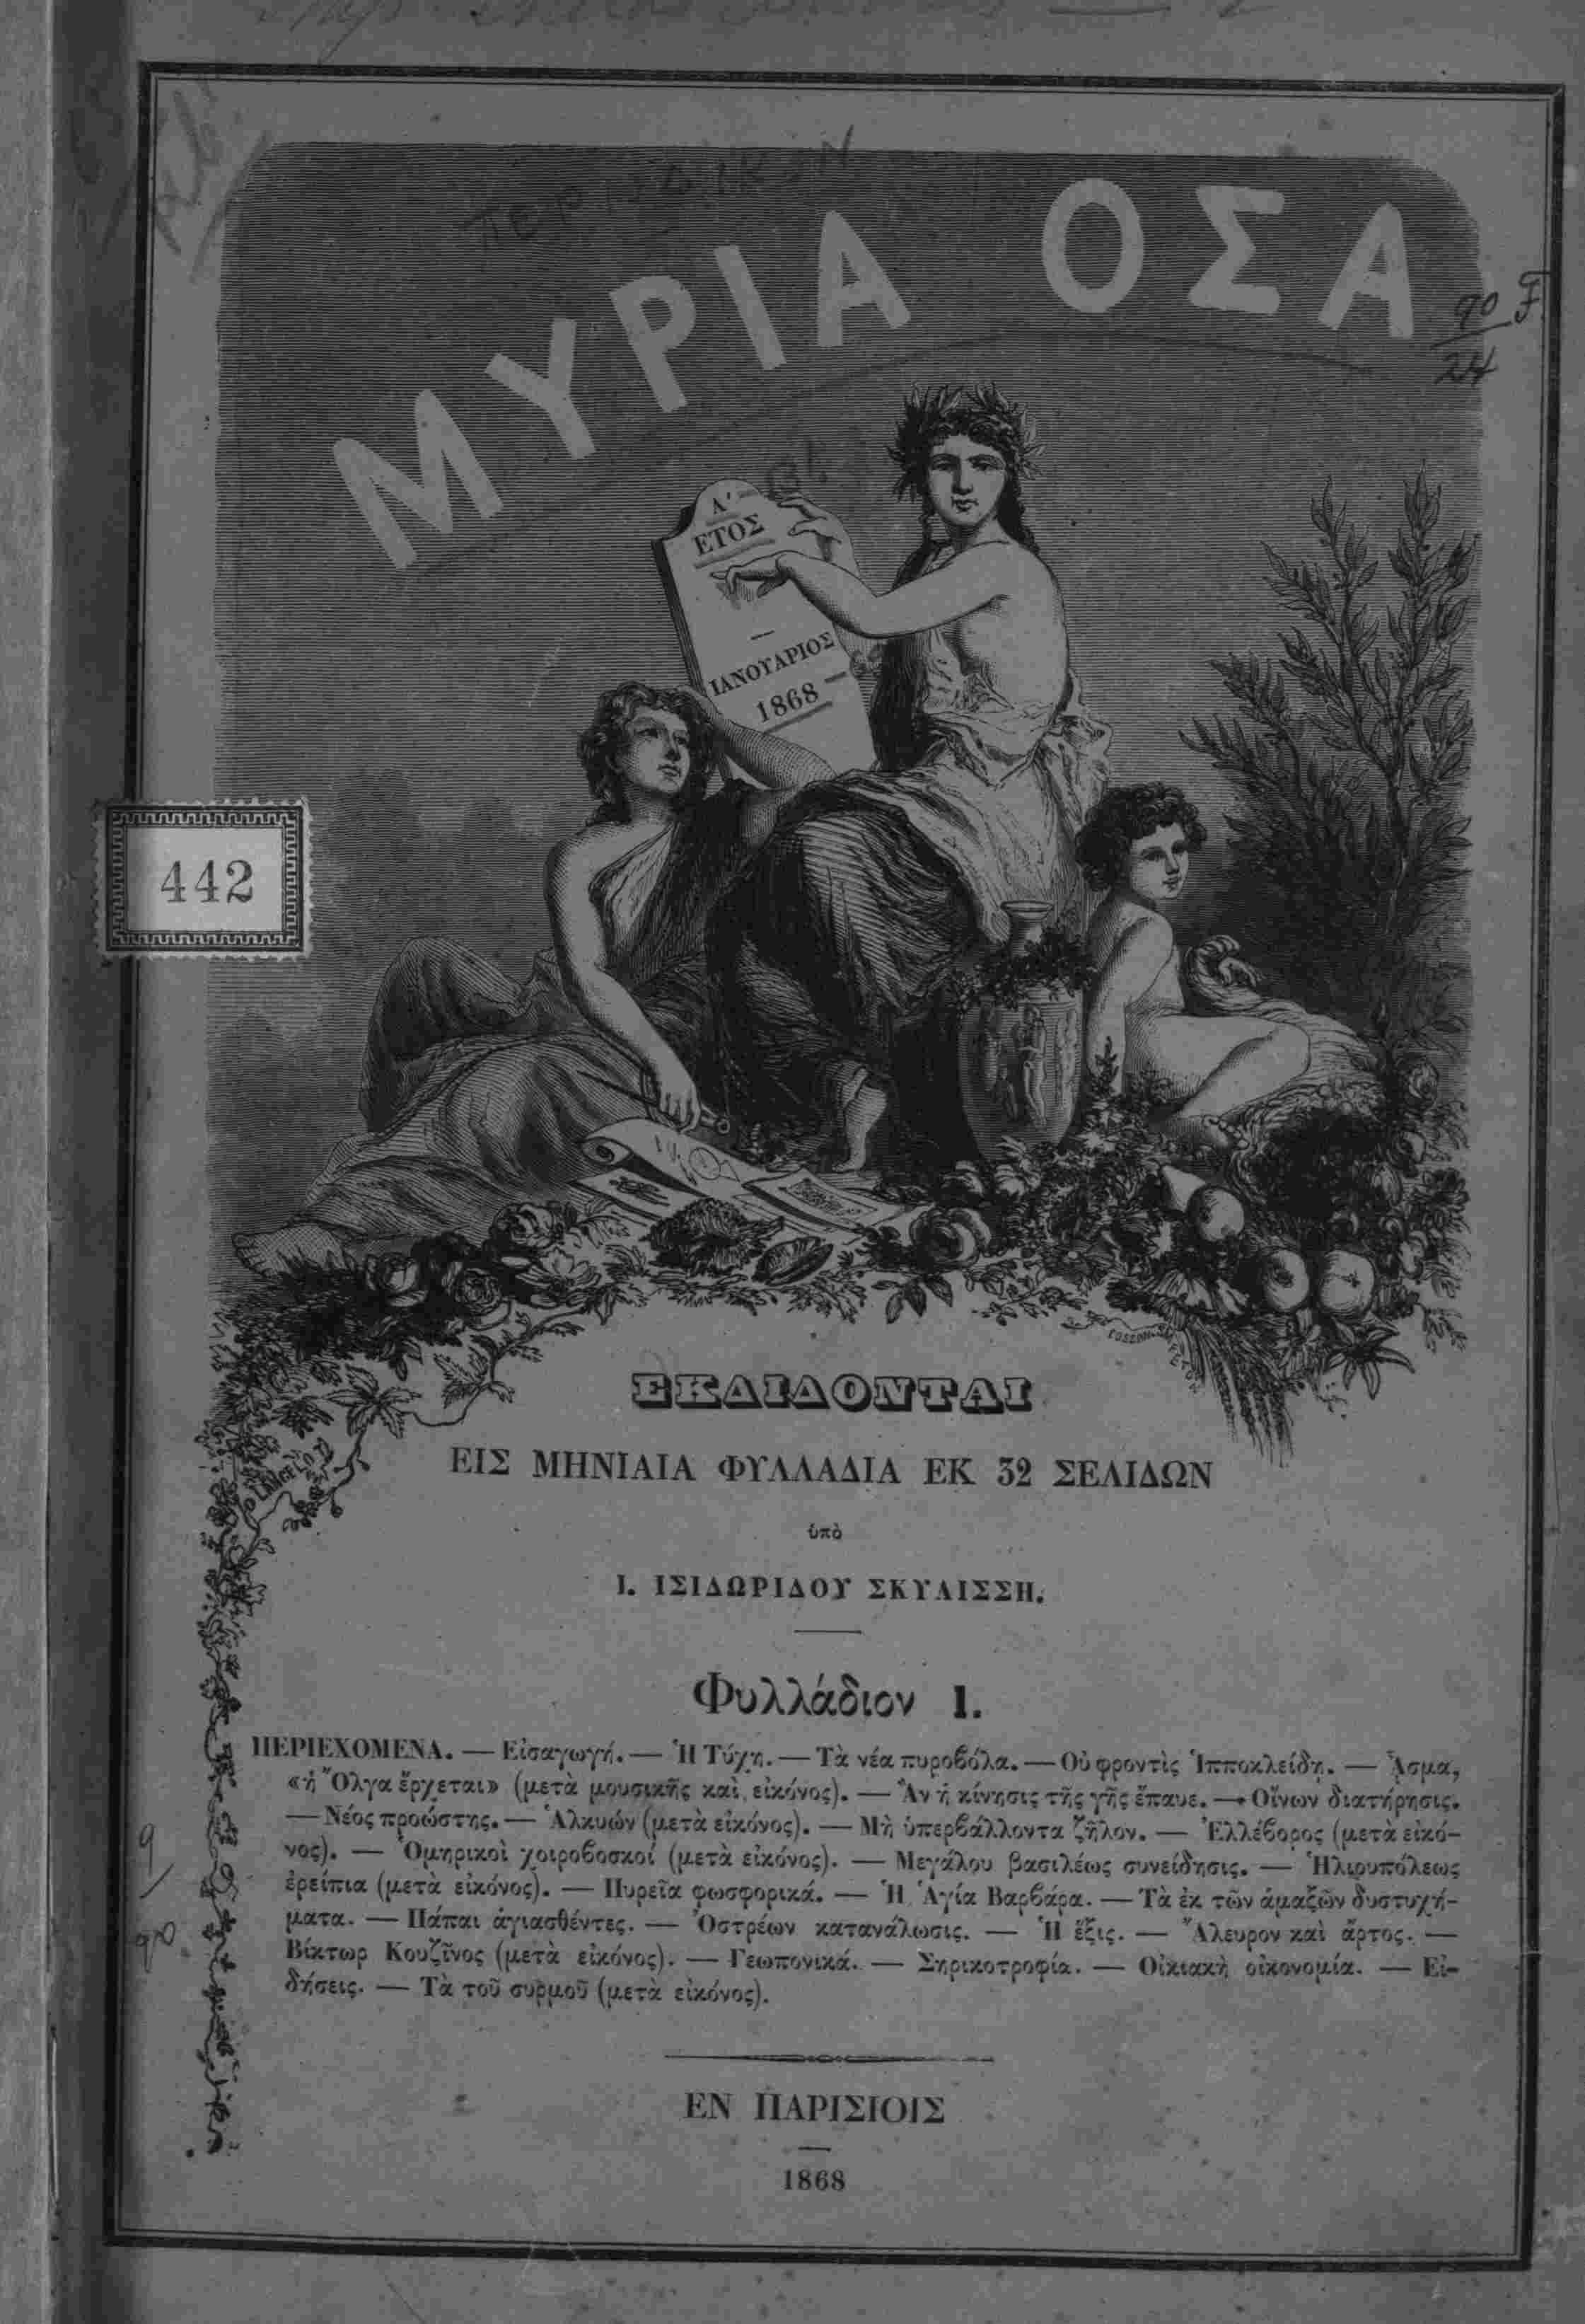 ΠΕΡΙΟΔΙΚΟΝ
ΜΥΡΙΑ ΟΣΑ
90 F.
24
Α΄
ΕΤΟΣ
ΙΑΝΟΥΑΡΙΟΣ
1868
442
ΕΚΔΙΔΟΝΤΑΙ
ΕΙΣ ΜΗΝΙΑΙΑ ΦΥΛΛΑΔΙΑ ΕΚ 32 ΣΕΛΙΔΩΝ
ὑπὸ
Ι. ΙΣΙΔΩΡΙΔΟΥ ΣΚΥΛΙΣΣΗ.
Φυλλάδιον 1.
ΠΕΡΙΕΧΟΜΕΝΑ. — Εἰσαγωγή. — Ἡ Τύχη. — Τὰ νέα πυροβόλα. — Οὐ φροντὶς Ἱπποκλείδῃ. — ᾎσμα,
«ἡ Ὄλγα ἔρχεται» (μετὰ μουσικῆς καὶ εἰκόνος). — Ἂν ἡ κίνησις τῆς γῆς ἔπαυε. — Οἴνων διατήρησις.
— Νέος προώστης. — Ἀλκυών (μετὰ εἰκόνος). — Μὴ ὑπερβάλλοντα ζῆλον. — Ἑλλέβορος (μετὰ εἰκό-
νος). — Ὁμηρικοὶ χοιροβοσκοί (μετὰ εἰκόνος). — Μεγάλου βασιλέως συνείδησις. — Ἡλιουπόλεως
ἐρείπια (μετὰ εἰκόνος). — Πυρεῖα φωσφορικά. — Ἡ Ἁγία Βαρβάρα. — Τὰ ἐκ τῶν ἁμαξῶν δυστυχή-
ματα. — Πάπαι ἁγιασθέντες. — Ὀστρέων κατανάλωσις. — Ἡ ἕξις. — Ἄλευρον καὶ ἄρτος. —
Βίκτωρ Κουζῖνος (μετὰ εἰκόνος). — Γεωπονικά. — Σηρικοτροφία. — Οἰκιακὴ οἰκονομία. — Εἰ-
δήσεις. — Τὰ τοῦ συρμοῦ (μετὰ εἰκόνος).
ΕΝ ΠΑΡΙΣΙΟΙΣ
1868